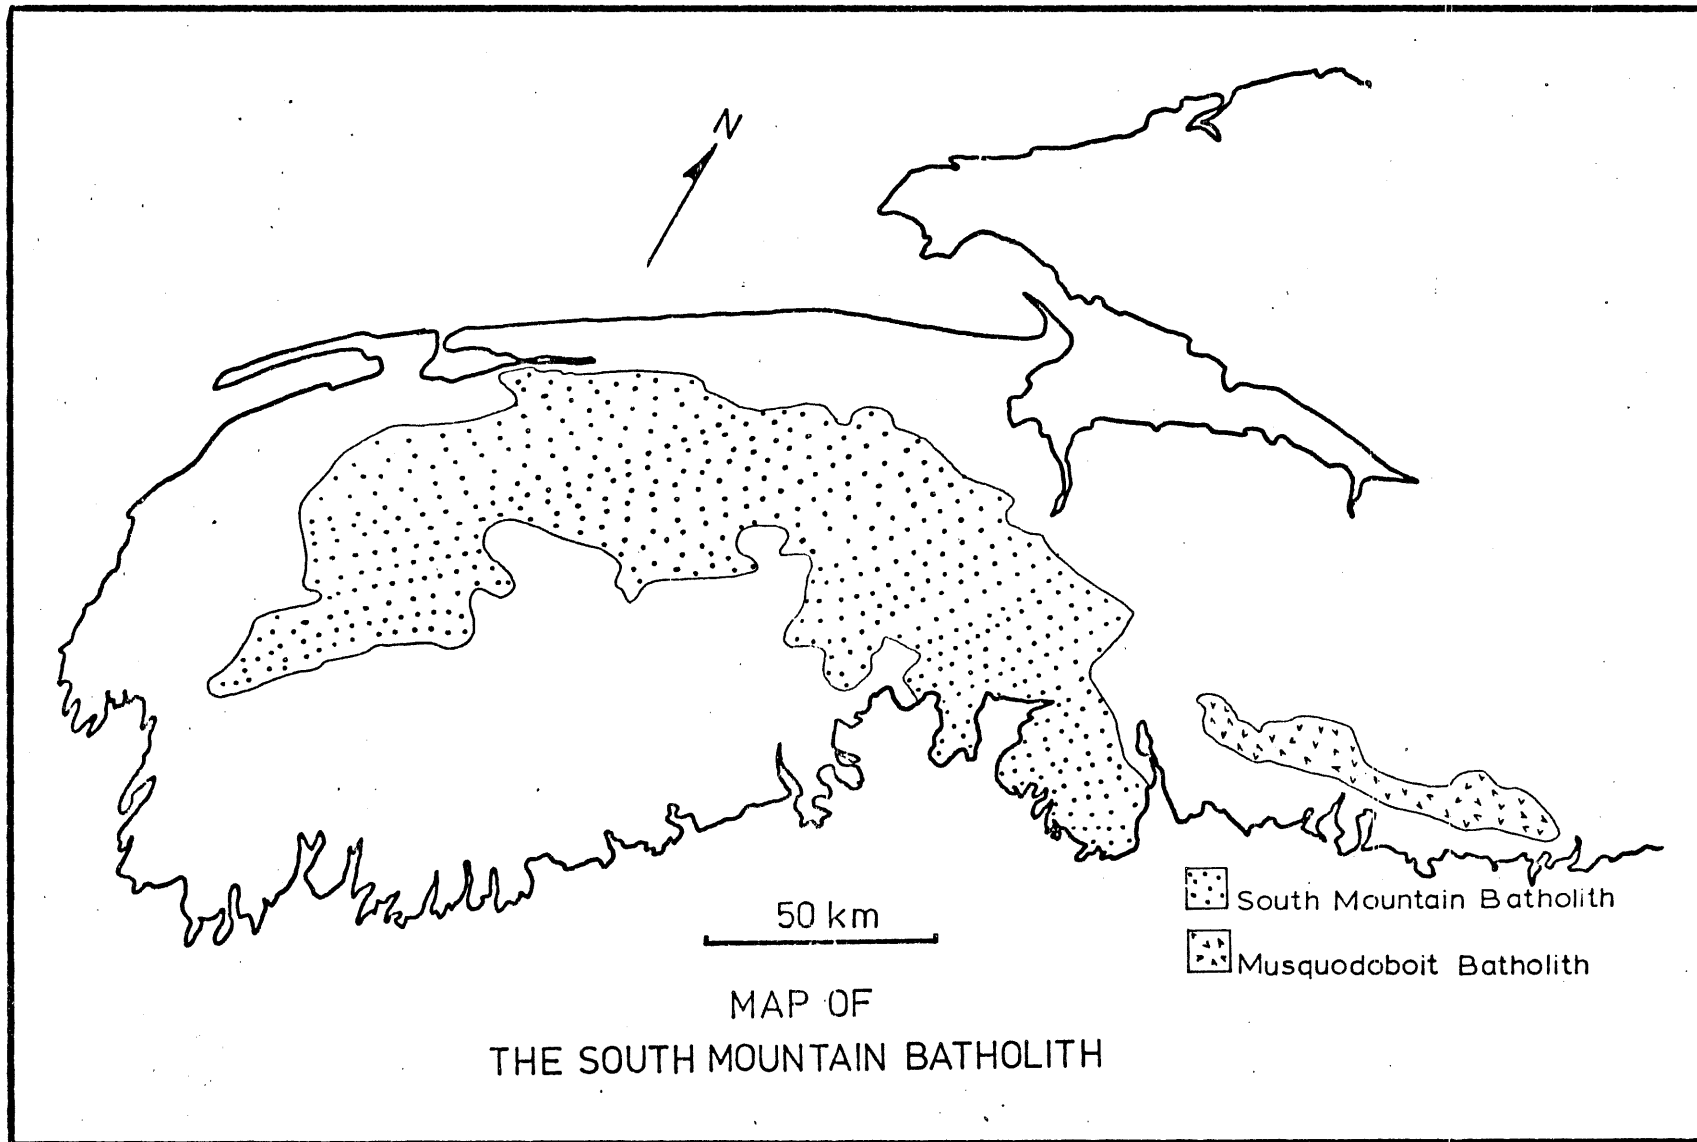 N
50 km
South Mountain Batholith
Musquodoboit Batholith
MAP OF
THE SOUTH MOUNTAIN BATHOLITH